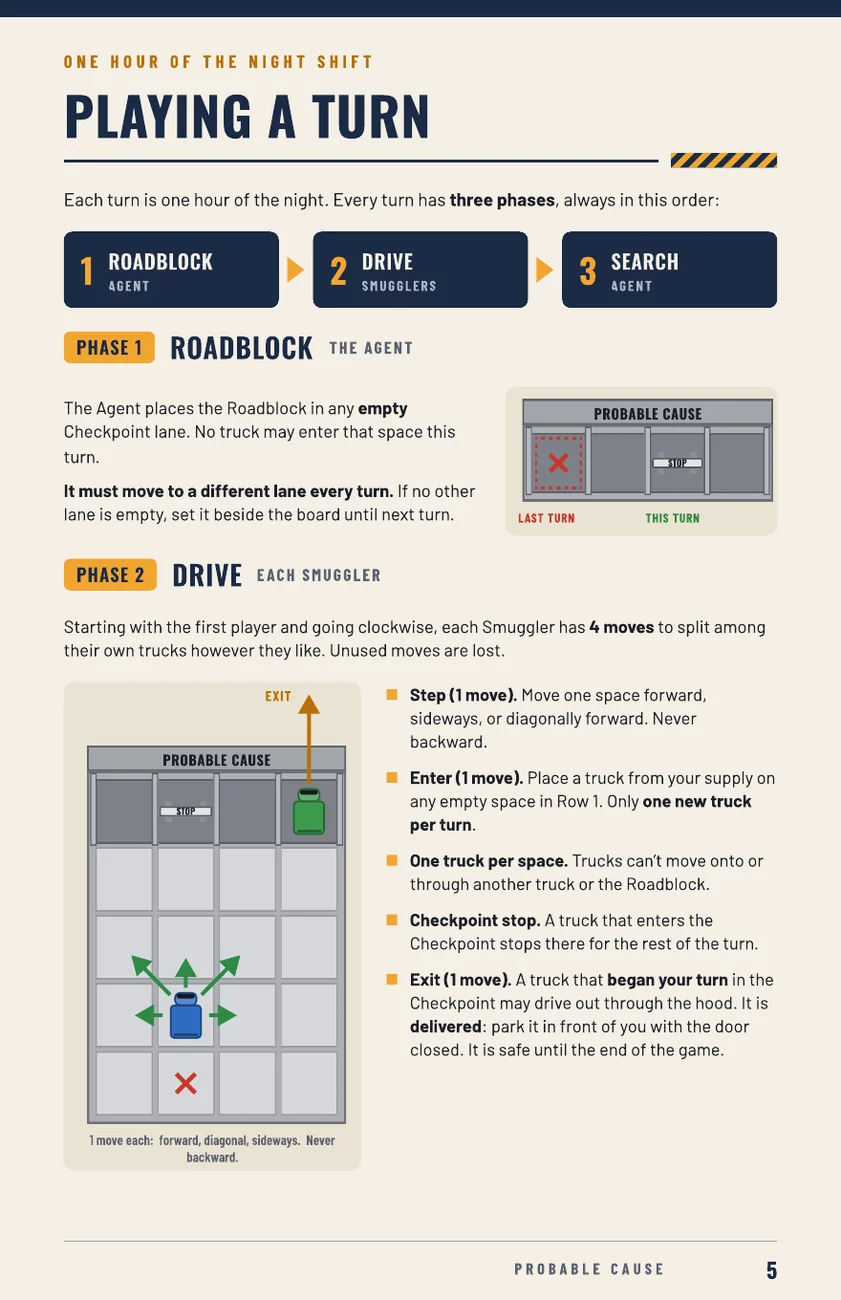 ONE HOUR OF THE NIGHT SHIFT
PLAYING A TURN
Each turn is one hour of the night. Every turn has three phases, always in this order:
1 ROADBLOCK
AGENT
2 DRIVE
SMUGGLERS
3 SEARCH
AGENT
PHASE 1 ROADBLOCK THE AGENT
The Agent places the Roadblock in any empty
Checkpoint lane. No truck may enter that space this
turn.
It must move to a different lane every turn. If no other
lane is empty, set it beside the board until next turn.
PROBABLE CAUSE
STOP
LAST TURN
THIS TURN
PHASE 2 DRIVE EACH SMUGGLER
Starting with the first player and going clockwise, each Smuggler has 4 moves to split among
their own trucks however they like. Unused moves are lost.
EXIT
PROBABLE CAUSE
STOP
1 move each: forward, diagonal, sideways. Never
backward.
Step (1 move). Move one space forward,
sideways, or diagonally forward. Never
backward.
Enter (1 move). Place a truck from your supply on
any empty space in Row 1. Only one new truck
per turn.
One truck per space. Trucks can't move onto or
through another truck or the Roadblock.
Checkpoint stop. A truck that enters the
Checkpoint stops there for the rest of the turn.
Exit (1 move). A truck that began your turn in the
Checkpoint may drive out through the hood. It is
delivered: park it in front of you with the door
closed. It is safe until the end of the game.
PROBABLE CAUSE
5